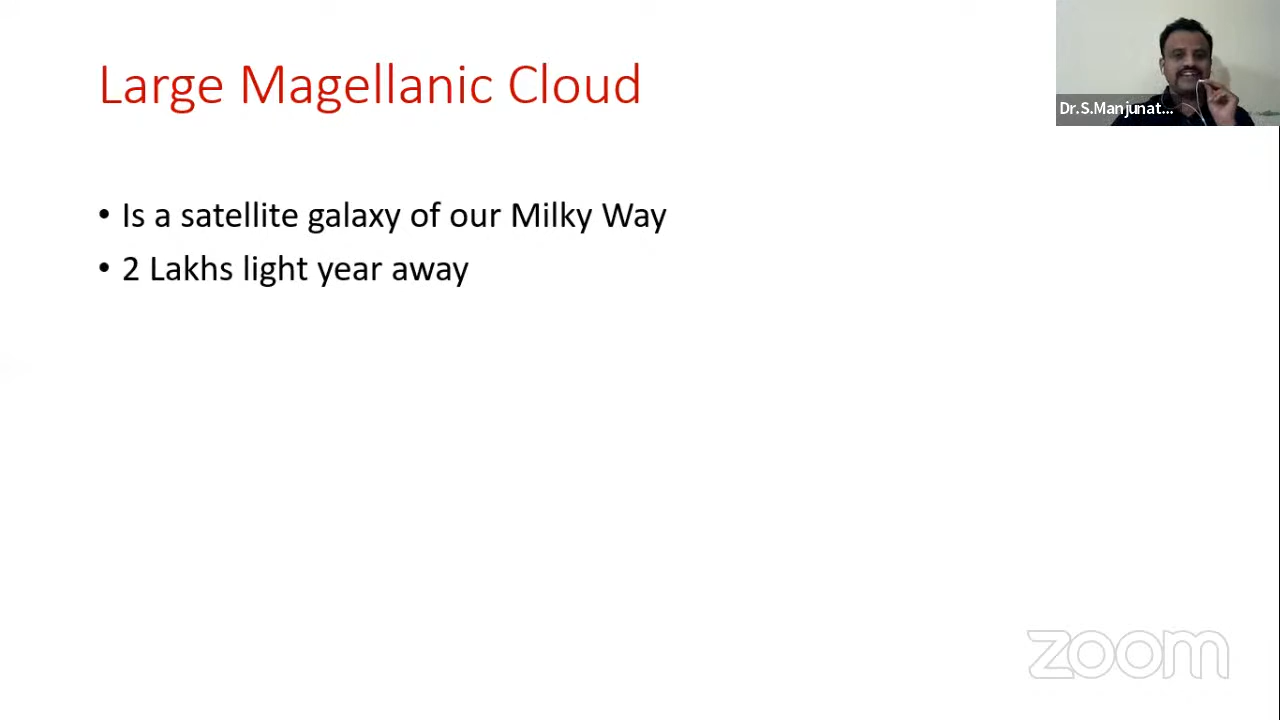 Large Magellanic Cloud
Dr.S.Manjunat...
• Is a satellite galaxy of our Milky Way
• 2 Lakhs light year away
zoom